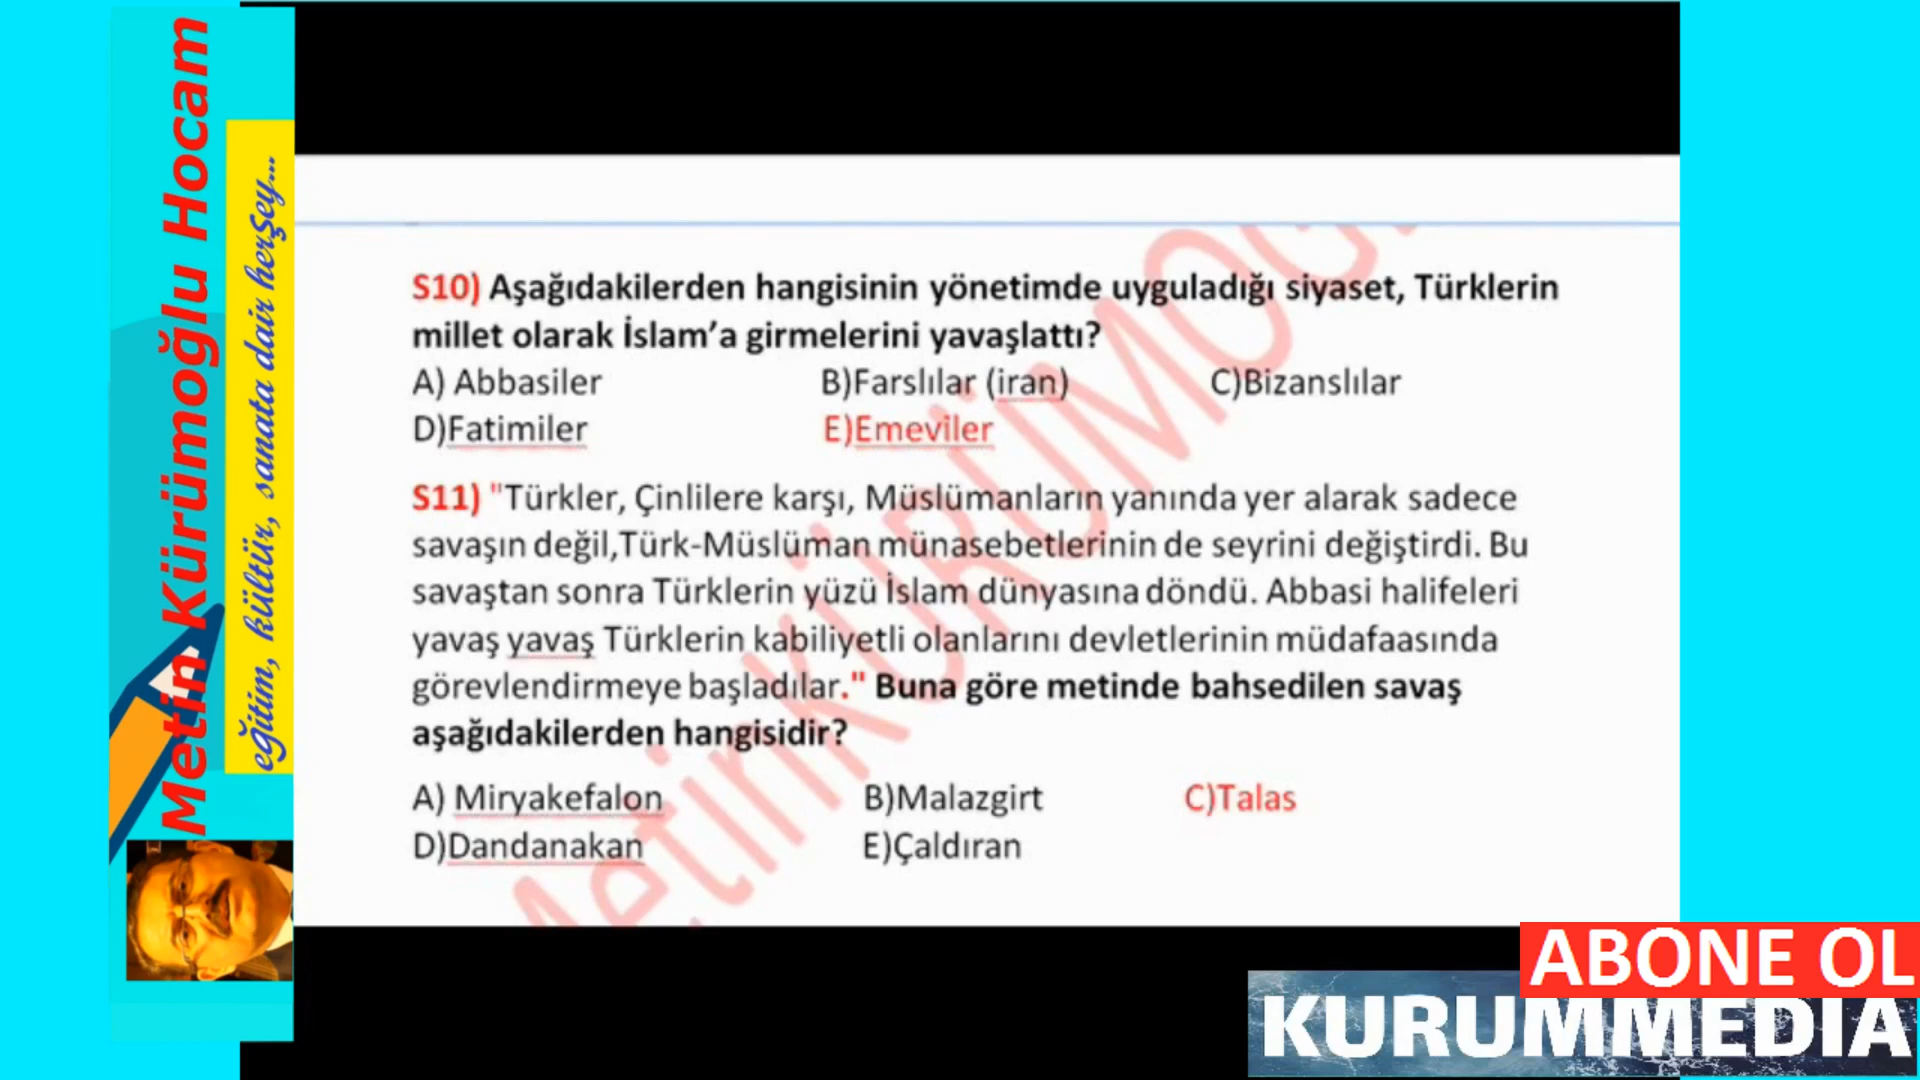 Metin Kürümoğlu Hocam
eğitim, kültür, sanata dair herşey...
S10) Aşağıdakilerden hangisinin yönetimde uyguladığı siyaset, Türklerin
millet olarak İslam’a girmelerini yavaşlattı?
A) Abbasiler B)Farslılar (iran) C)Bizanslılar
D)Fatimiler E)Emeviler
S11) "Türkler, Çinlilere karşı, Müslümanların yanında yer alarak sadece
savaşın değil,Türk-Müslüman münasebetlerinin de seyrini değiştirdi. Bu
savaştan sonra Türklerin yüzü İslam dünyasına döndü. Abbasi halifeleri
yavaş yavaş Türklerin kabiliyetli olanlarını devletlerinin müdafaasında
görevlendirmeye başladılar." Buna göre metinde bahsedilen savaş
aşağıdakilerden hangisidir?
A) Miryakefalon B)Malazgirt C)Talas
D)Dandanakan E)Çaldıran
MetinKÜRÜMOĞ
ABONE OL
KURUMMEDIA